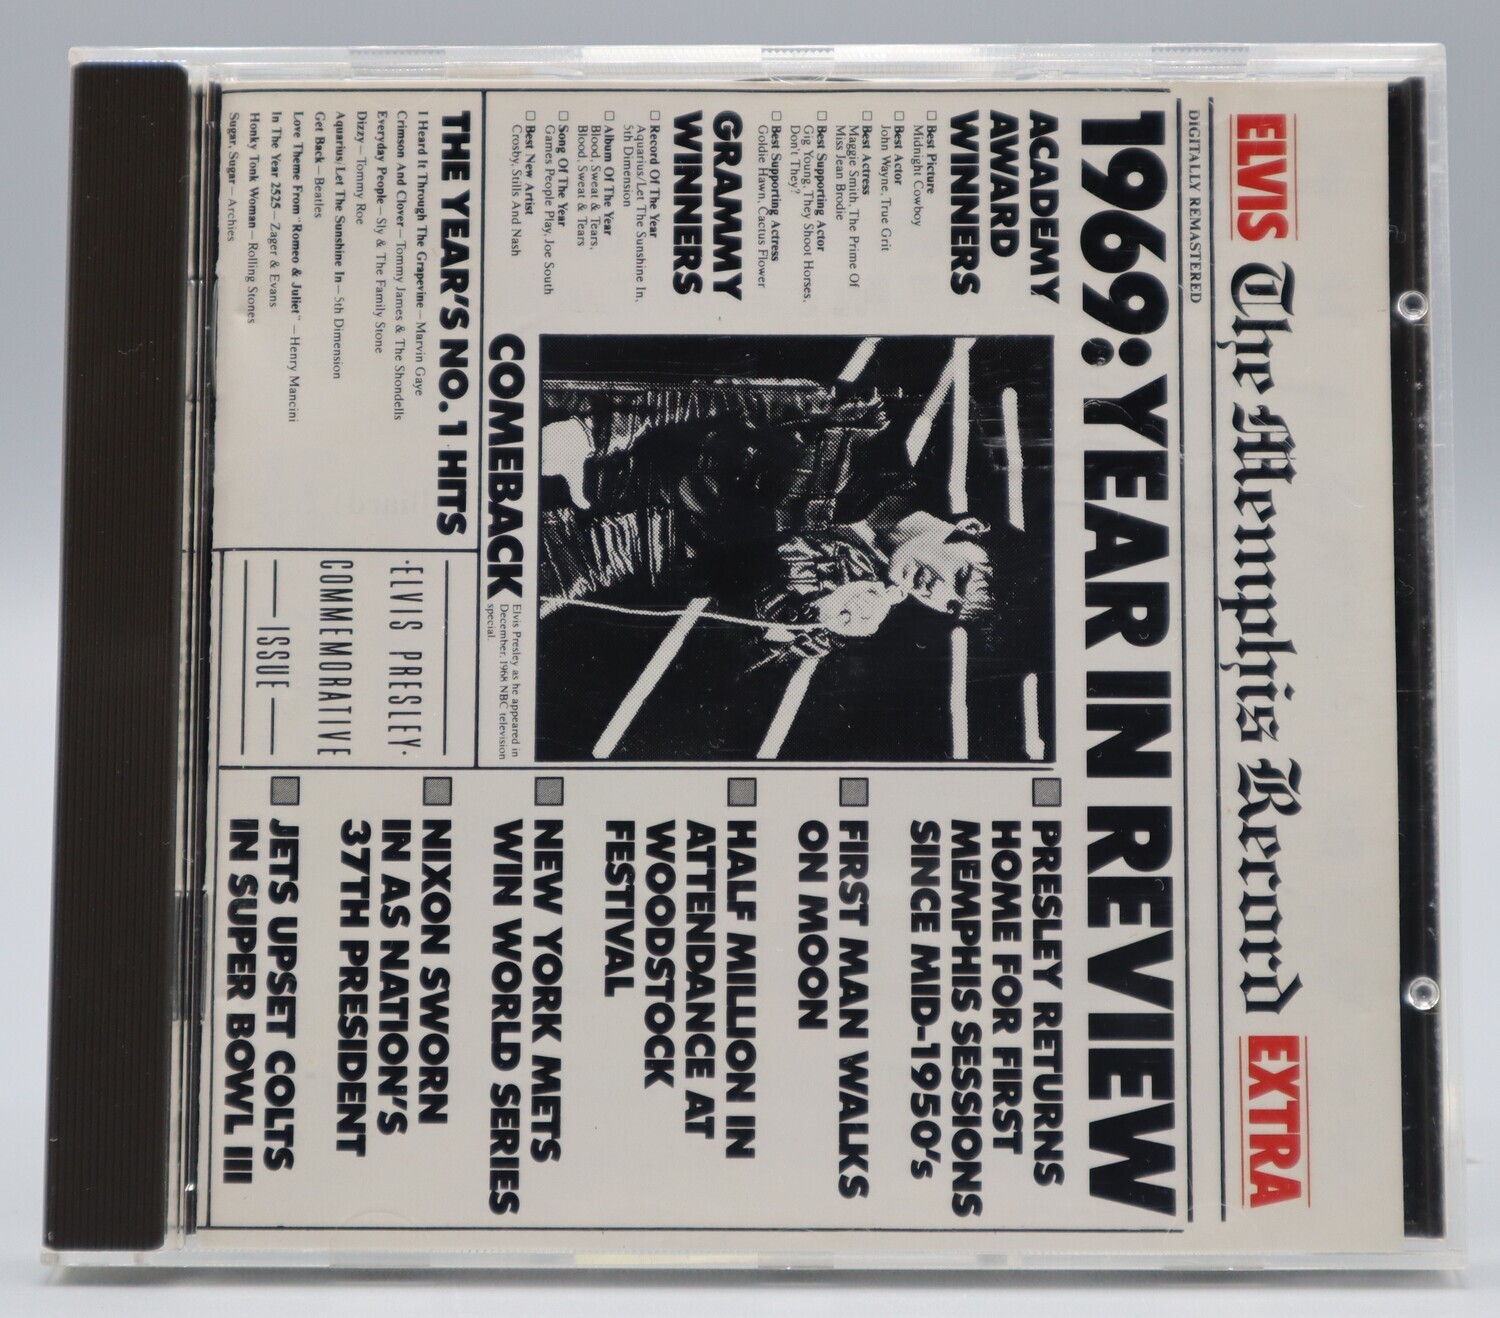 ELVIS The Memphis Record EXTRA
DIGITALLY REMASTERED
1969: YEAR IN REVIEW
ACADEMY
AWARD
WINNERS
Best Picture
Midnight Cowboy
Best Actor
John Wayne, True Grit
Best Actress
Maggie Smith, The Prime Of
Miss Jean Brodie
Best Supporting Actor
Gig Young, They Shoot Horses,
Don't They?
Best Supporting Actress
Goldie Hawn, Cactus Flower
GRAMMY
WINNERS
Record Of The Year
Aquarius/Let The Sunshine In,
5th Dimension
Album Of The Year
Blood, Sweat & Tears,
Blood, Sweat & Tears
Song Of The Year
Games People Play, Joe South
Best New Artist
Crosby, Stills And Nash
COMEBACK
Elvis Presley as he appeared in
December, 1968 NBC television
special.
THE YEAR'S NO. 1 HITS
I Heard It Through The Grapevine—Marvin Gaye
Crimson And Clover—Tommy James & The Shondells
Everyday People—Sly & The Family Stone
Dizzy—Tommy Roe
Aquarius/Let The Sunshine In—5th Dimension
Get Back—Beatles
Love Theme From "Romeo & Juliet"—Henry Mancini
In The Year 2525—Zager & Evans
Honky Tonk Woman—Rolling Stones
Sugar, Sugar—Archies
·ELVIS PRESLEY·
COMMEMORATIVE
— ISSUE —
PRESLEY RETURNS
HOME FOR FIRST
MEMPHIS SESSIONS
SINCE MID-1950's
FIRST MAN WALKS
ON MOON
HALF MILLION IN
ATTENDANCE AT
WOODSTOCK
FESTIVAL
NEW YORK METS
WIN WORLD SERIES
NIXON SWORN
IN AS NATION'S
37TH PRESIDENT
JETS UPSET COLTS
IN SUPER BOWL III